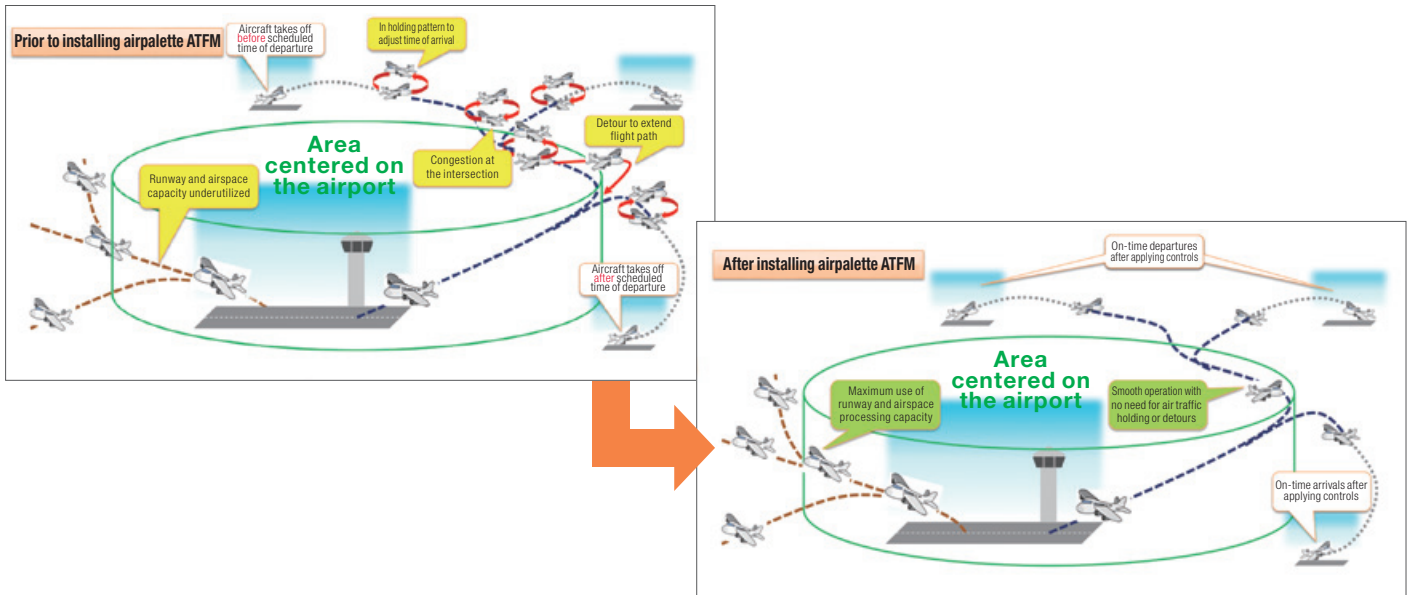 Prior to installing airpalette ATFM
Aircraft takes off
before scheduled
time of departure
In holding pattern to
adjust time of arrival
Detour to extend
flight path
Area
centered on
the airport
Congestion at
the intersection
Runway and airspace
capacity underutilized
Aircraft takes off
after scheduled
time of departure
After installing airpalette ATFM
On-time departures
after applying controls
Area
centered on
the airport
Maximum use of
runway and airspace
processing capacity
Smooth operation with
no need for air traffic
holding or detours
On-time arrivals after
applying controls